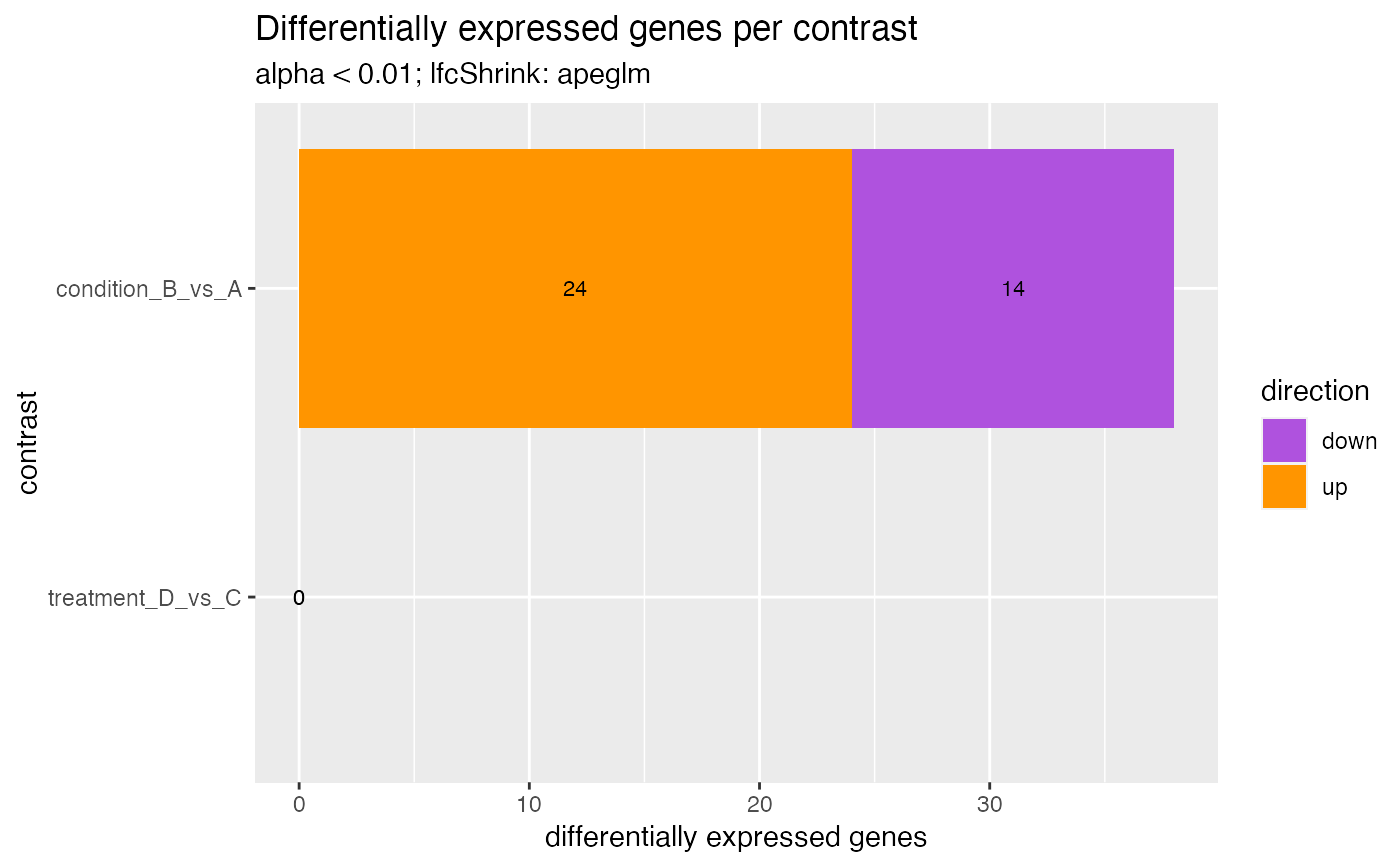 Differentially expressed genes per contrast
alpha < 0.01; lfcShrink: apeglm
contrast
condition_B_vs_A
24
14
treatment_D_vs_C
0
0
10
20
30
differentially expressed genes
direction
down
up